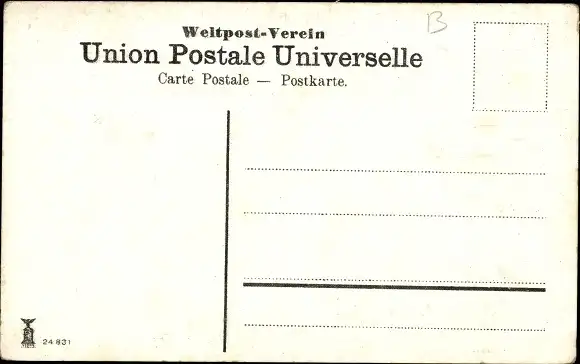 B
Weltpost-Verein
Union Postale Universelle
Carte Postale — Postkarte.
24 831